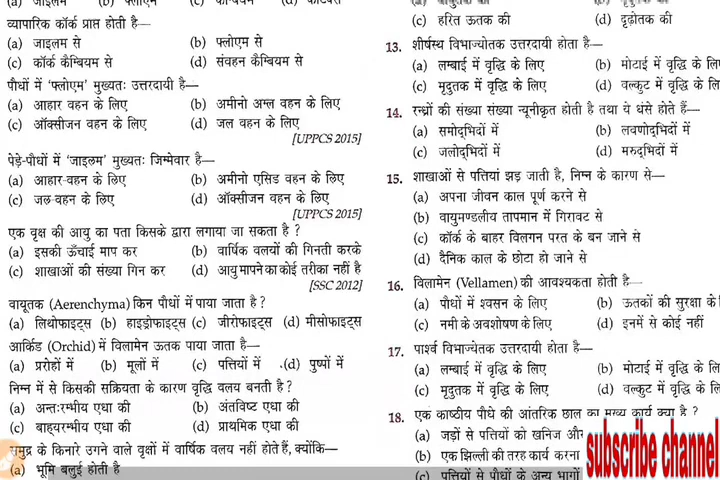 (a) जाइलम (b) फ्लोएम (c) कैम्बियम (d) कॉर्टेक्स
व्यापारिक कॉर्क प्राप्त होती है—
(a) जाइलम से (b) फ्लोएम से
(c) कॉर्क कैम्बियम से (d) संवहन कैम्बियम से
पौधों में 'फ्लोएम' मुख्यतः उत्तरदायी है—
(a) आहार वहन के लिए (b) अमीनो अम्ल वहन के लिए
(c) ऑक्सीजन वहन के लिए (d) जल वहन के लिए
[UPPCS 2015]
पेड़े-पौधों में 'जाइलम' मुख्यतः जिम्मेवार है—
(a) आहार-वहन के लिए (b) अमीनो एसिड वहन के लिए
(c) जल-वहन के लिए (d) ऑक्सीजन वहन के लिए
[UPPCS 2015]
एक वृक्ष की आयु का पता किसके द्वारा लगाया जा सकता है ?
(a) इसकी ऊँचाई माप कर (b) वार्षिक वलयों की गिनती करके
(c) शाखाओं की संख्या गिन कर (d) आयु मापने का कोई तरीका नहीं है
[SSC 2012]
वायूतक (Aerenchyma) किन पौधों में पाया जाता है ?
(a) लिथोफाइट्स (b) हाइड्रोफाइट्स (c) जीरोफाइट्स (d) मीसोफाइट्स
आर्किड (Orchid) में विलामेन ऊतक पाया जाता है—
(a) प्ररोहों में (b) मूलों में (c) पत्तियों में (d) पुष्पों में
निम्न में से किसकी सक्रियता के कारण वृद्धि वलय बनती है ?
(a) अन्तःरम्भीय एधा की (b) अंतविष्ट एधा की
(c) बाह्यरम्भीय एधा की (d) प्राथमिक एधा की
समुद्र के किनारे उगने वाले वृक्षों में वार्षिक वलय नहीं होते हैं, क्योंकि—
(a) भूमि बलुई होती है
(c) हरित ऊतक की (d) दृढ़ोतक की
13. शीर्षस्थ विभाज्योतक उत्तरदायी होता है—
(a) लम्बाई में वृद्धि के लिए (b) मोटाई में वृद्धि के लि
(c) मृदुतक में वृद्धि के लिए (d) वल्कुट में वृद्धि के लि
14. रन्ध्रों की संख्या संख्या न्यूनीकृत होती है तथा ये धंसे होते हैं—
(a) समोद्‌भिदों में (b) लवणोद्‌भिदों में
(c) जलोद्‌भिदों में (d) मरुद्‌भिदों में
15. शाखाओं से पत्तियां झड़ जाती है, निम्न के कारण से—
(a) अपना जीवन काल पूर्ण करने से
(b) वायुमण्डलीय तापमान में गिरावट से
(c) कॉर्क के बाहर विलगन परत के बन जाने से
(d) दैनिक काल के छोटा हो जाने से
16. विलामेन (Vellamen) की आवश्यकता होती है—
(a) पौधों में श्वसन के लिए (b) ऊतकों की सुरक्षा के
(c) नमी के अवशोषण के लिए (d) इनमें से कोई नहीं
17. पार्श्व विभाज्येतक उत्तरदायी होता है—
(a) लम्बाई में वृद्धि के लिए (b) मोटाई में वृद्धि के लि
(c) मृदुतक में वृद्धि के लिए (d) वल्कुट में वृद्धि के लि
18. एक काष्ठीय पौधे की आंतरिक छाल का मुख्य कार्य क्या है ?
(a) जड़ों से पत्तियों को खनिज और
(b) एक झिल्ली की तरह कार्य करना
(c) पत्तियों से पौधों के अन्य भागों
subscribe channel